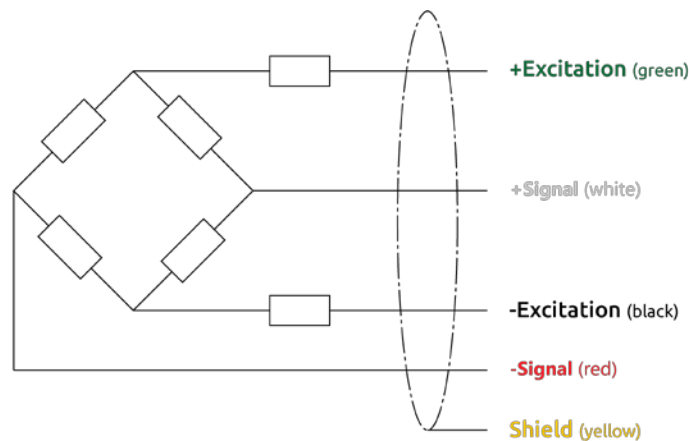 +Excitation (green)
+Signal (white)
-Excitation (black)
-Signal (red)
Shield (yellow)